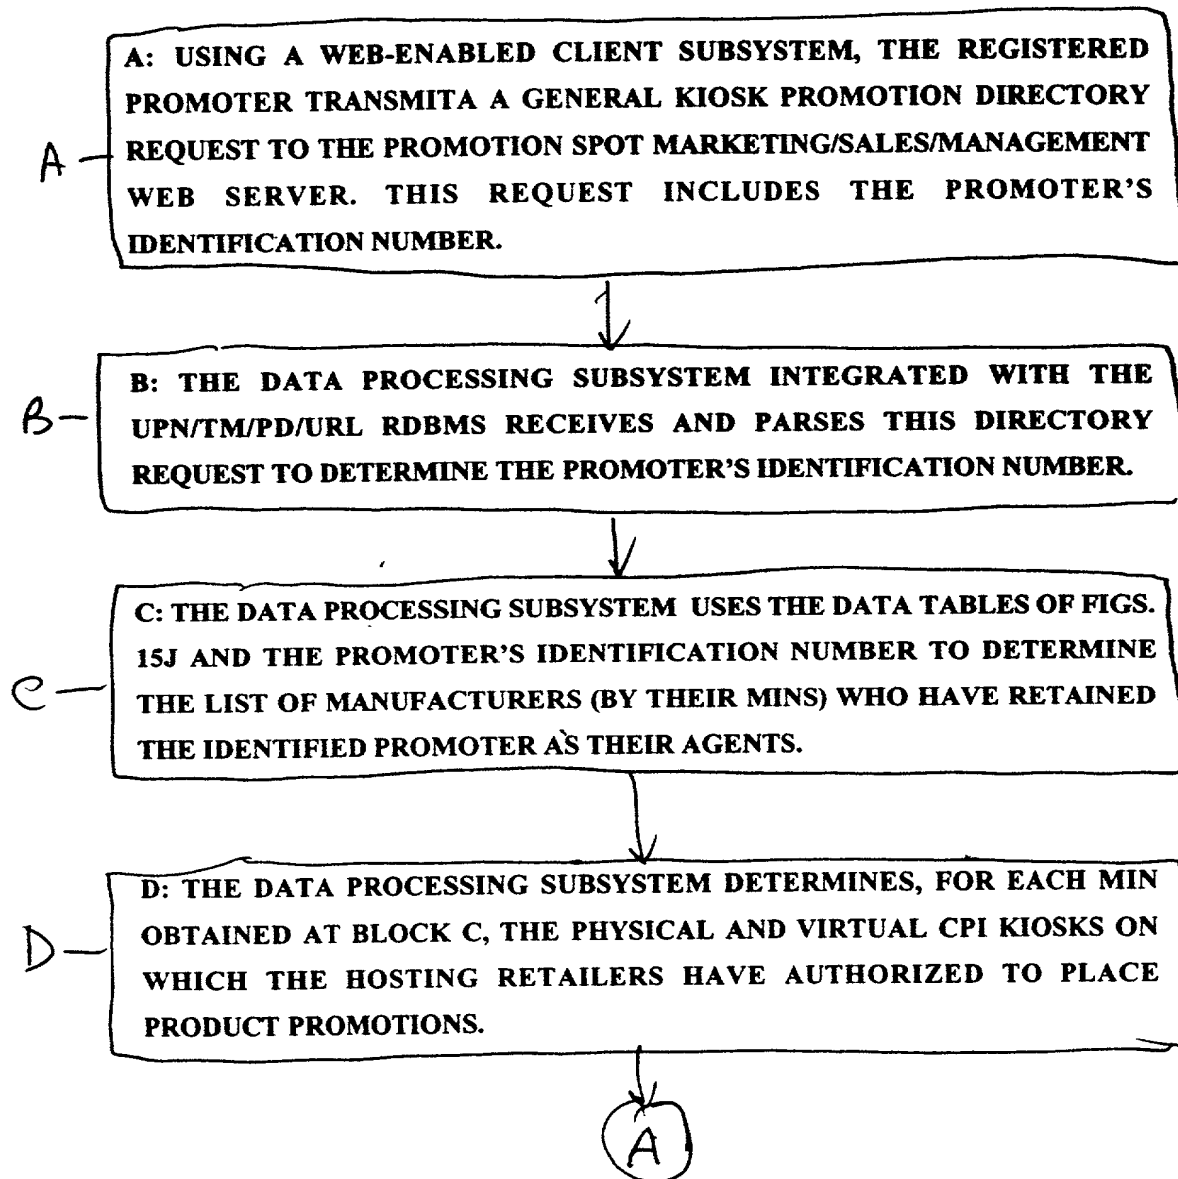 A: USING A WEB-ENABLED CLIENT SUBSYSTEM, THE REGISTERED
PROMOTER TRANSMITA A GENERAL KIOSK PROMOTION DIRECTORY
A
REQUEST TO THE PROMOTION SPOT MARKETING/SALES/MANAGEMENT
WEB SERVER. THIS REQUEST INCLUDES THE PROMOTER'S
IDENTIFICATION NUMBER.
B: THE DATA PROCESSING SUBSYSTEM INTEGRATED WITH THE
B
UPN/TM/PD/URL RDBMS RECEIVES AND PARSES THIS DIRECTORY
REQUEST TO DETERMINE THE PROMOTER'S IDENTIFICATION NUMBER.
C: THE DATA PROCESSING SUBSYSTEM USES THE DATA TABLES OF FIGS.
15J AND THE PROMOTER'S IDENTIFICATION NUMBER TO DETERMINE
C
THE LIST OF MANUFACTURERS (BY THEIR MINS) WHO HAVE RETAINED
THE IDENTIFIED PROMOTER AS THEIR AGENTS.
D: THE DATA PROCESSING SUBSYSTEM DETERMINES, FOR EACH MIN
OBTAINED AT BLOCK C, THE PHYSICAL AND VIRTUAL CPI KIOSKS ON
D
WHICH THE HOSTING RETAILERS HAVE AUTHORIZED TO PLACE
PRODUCT PROMOTIONS.
A